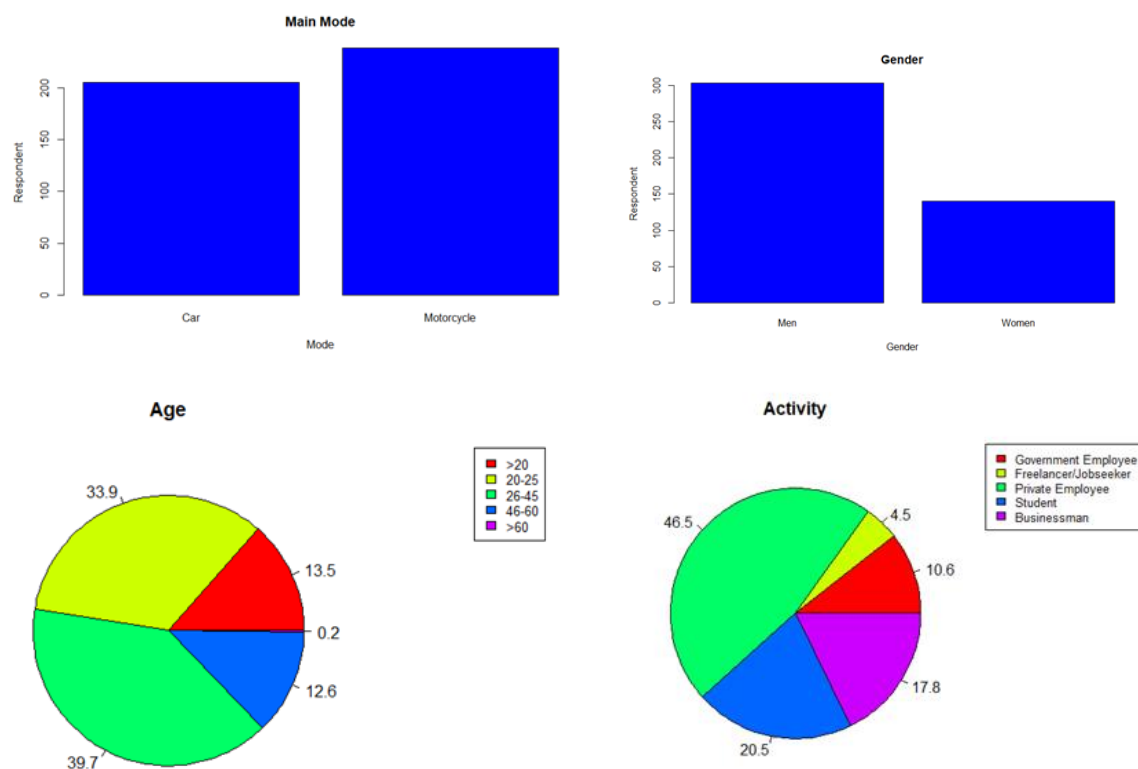 Main Mode
Respondent
200
150
100
50
0
Car
Motorcycle
Mode
Gender
Respondent
300
250
200
150
100
50
0
Men
Women
Gender
Age
>20
20-25
26-45
46-60
>60
33.9
13.5
0.2
12.6
39.7
Activity
Government Employee
Freelancer/Jobseeker
Private Employee
Student
Businessman
46.5
4.5
10.6
17.8
20.5